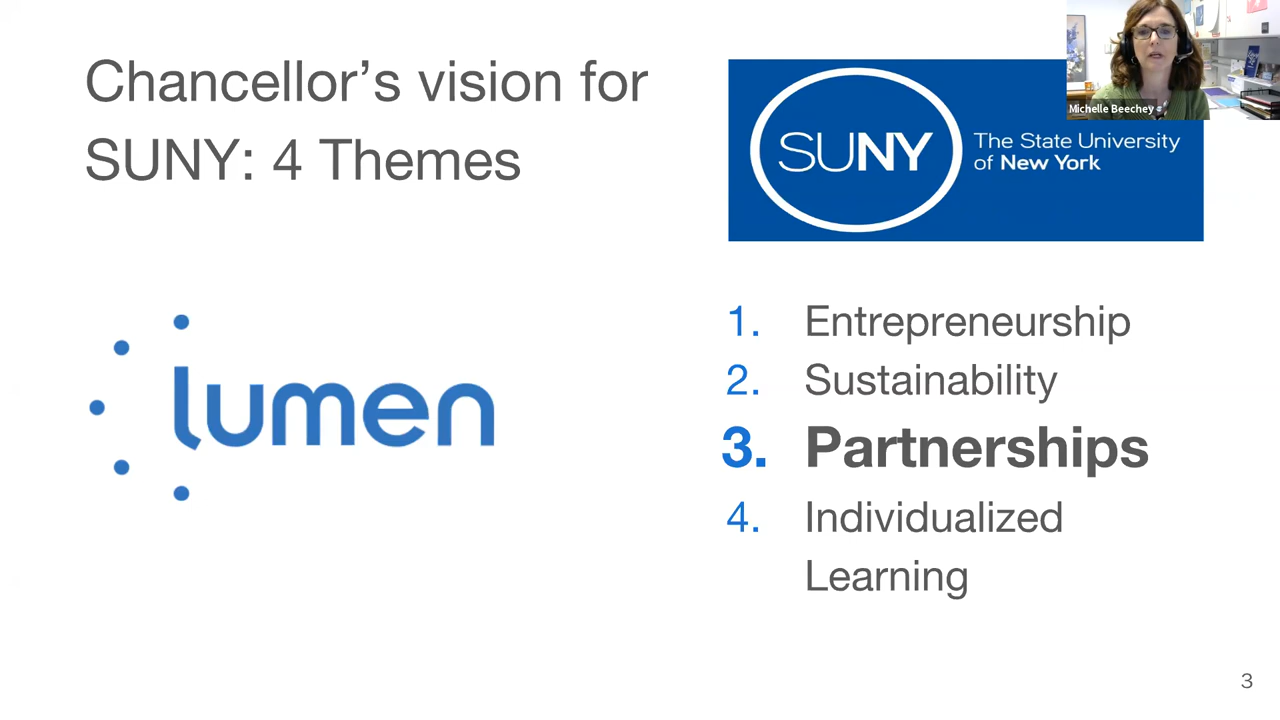 Chancellor's vision for
SUNY: 4 Themes
SUNY
The State University
of New York
Michelle Beechey
lumen
1. Entrepreneurship
2. Sustainability
3. Partnerships
4. Individualized
Learning
3